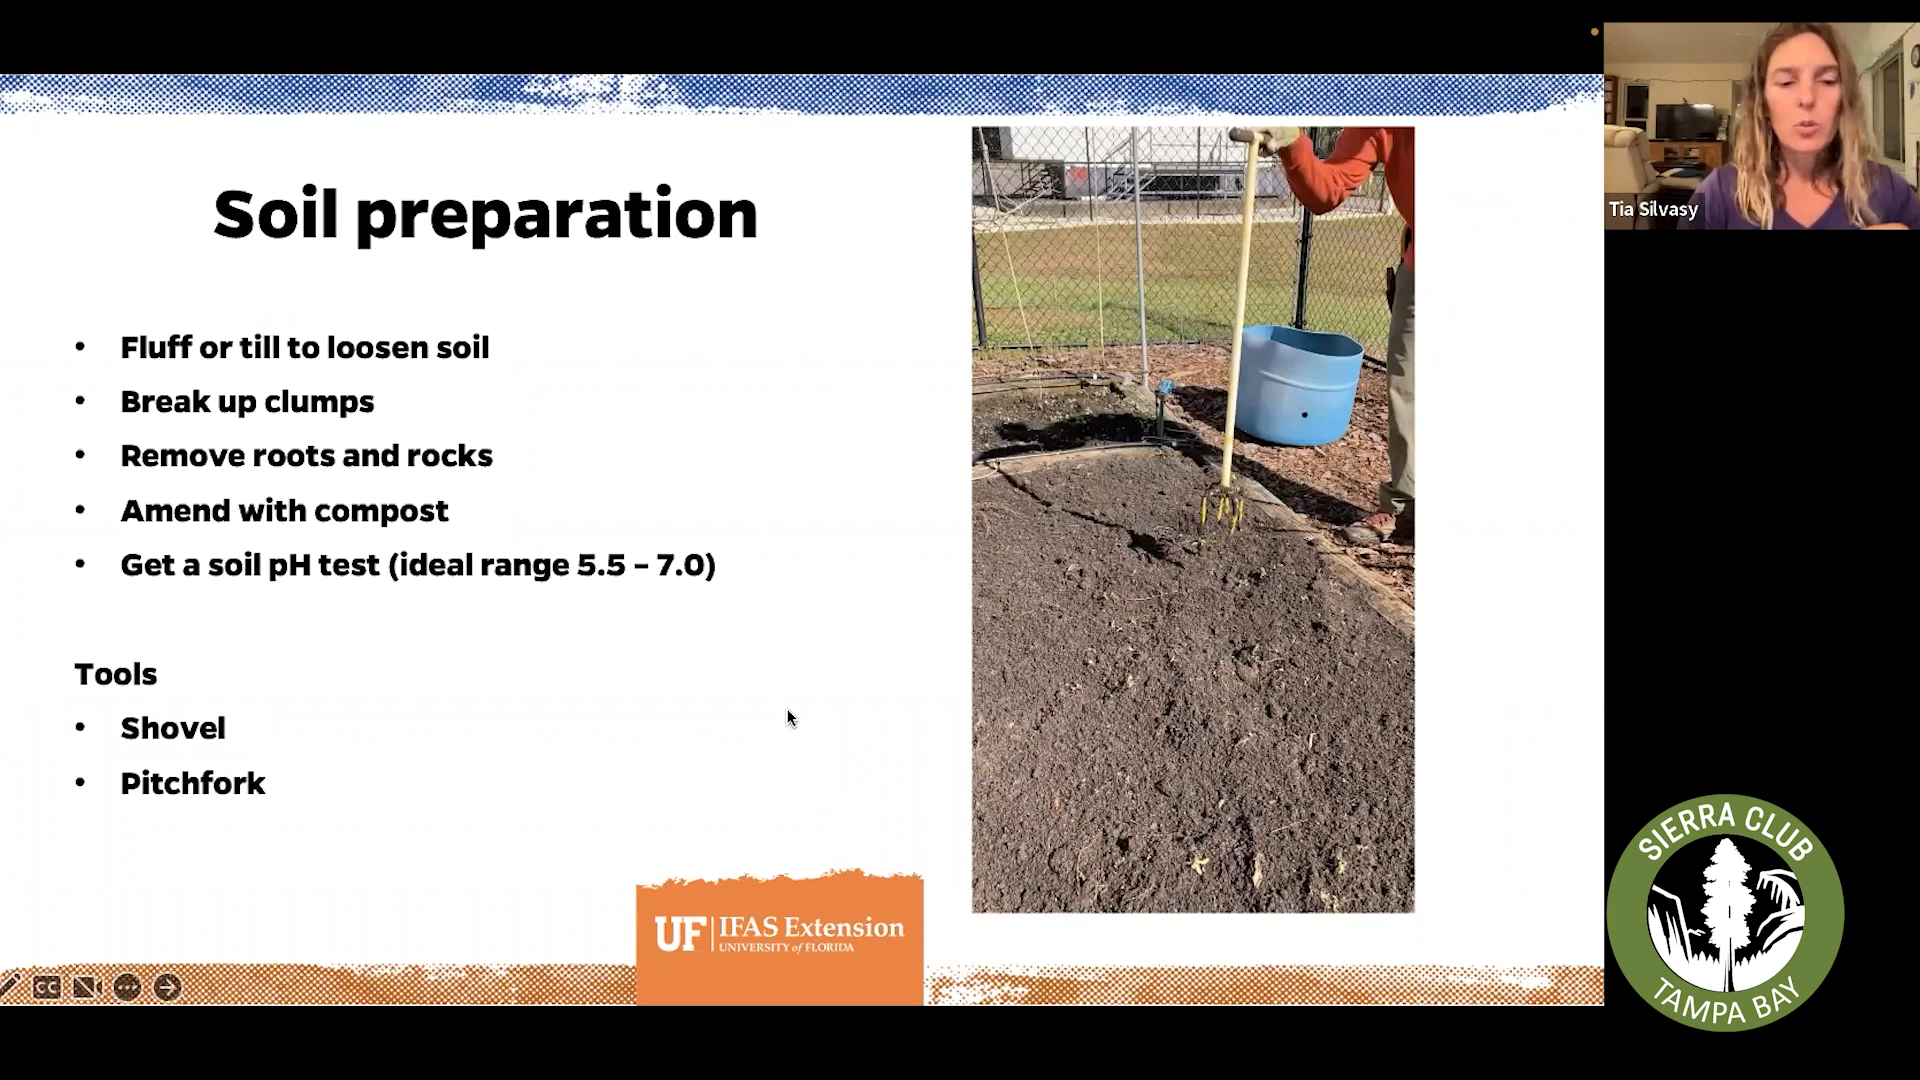 Soil preparation
• Fluff or till to loosen soil
• Break up clumps
• Remove roots and rocks
• Amend with compost
• Get a soil pH test (ideal range 5.5 – 7.0)
Tools
• Shovel
• Pitchfork
UF IFAS Extension
UNIVERSITY of FLORIDA
CC
Tia Silvasy
SIERRA CLUB
TAMPA BAY